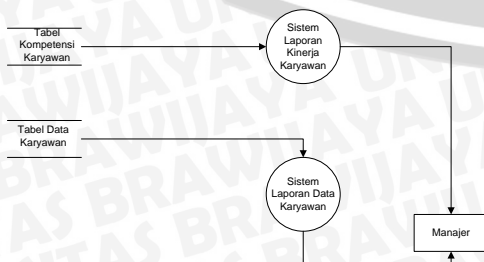 Tabel
Kompetensi
Karyawan
Sistem
Laporan
Kinerja
Karyawan
Tabel Data
Karyawan
Sistem
Laporan Data
Karyawan
Manajer